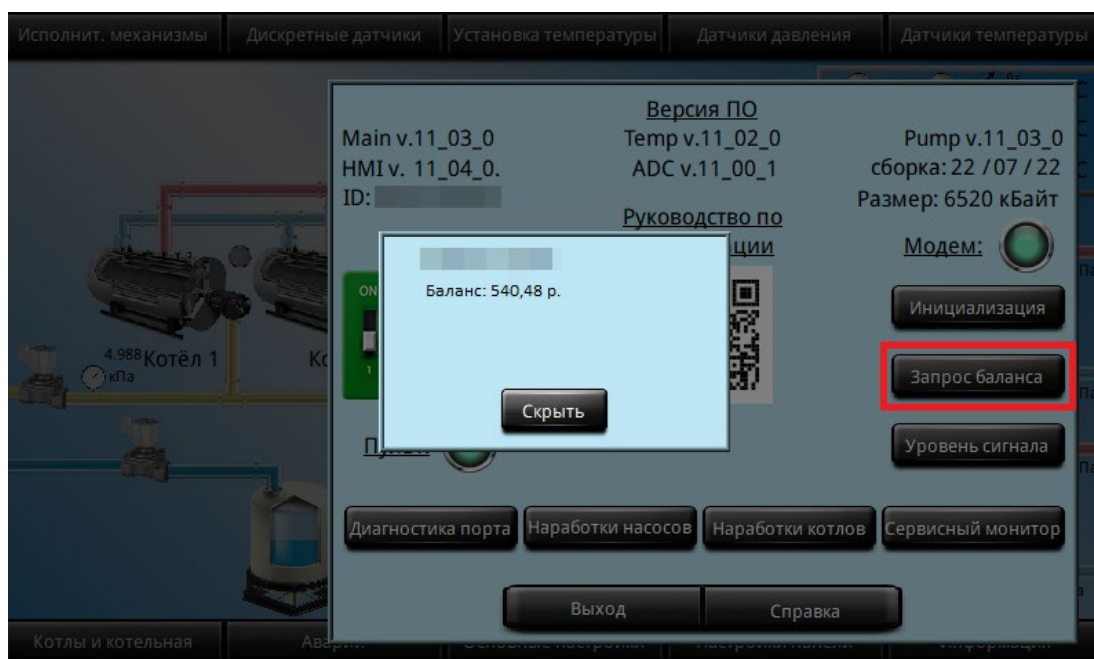 Исполнит. механизмы
Дискретные датчики
Установка температуры
Датчики давления
Датчики температуры
Версия ПО
Main v.11_03_0
Temp v.11_02_0
Pump v.11_03_0
HMI v. 11_04_0.
ADC v.11_00_1
сборка: 22 / 07 / 22
ID:
Размер: 6520 кБайт
Руководство по
ции
Модем:
Баланс: 540,48 р.
ON
1
Инициализация
4.988
кПа
Котёл 1
Запрос баланса
Скрыть
Уровень сигнала
Диагностика порта
Наработки насосов
Наработки котлов
Сервисный монитор
Выход
Справка
Котлы и котельная